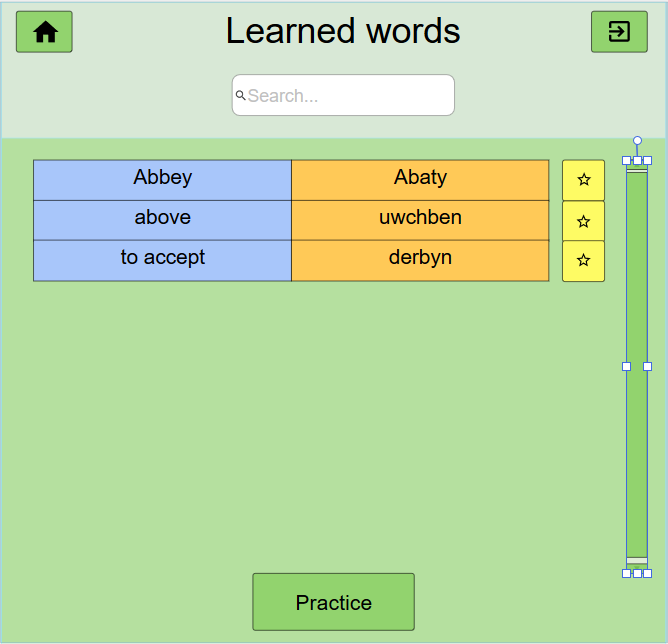 Learned words
Search...
Abbey Abaty
above uwchben
to accept derbyn
Practice